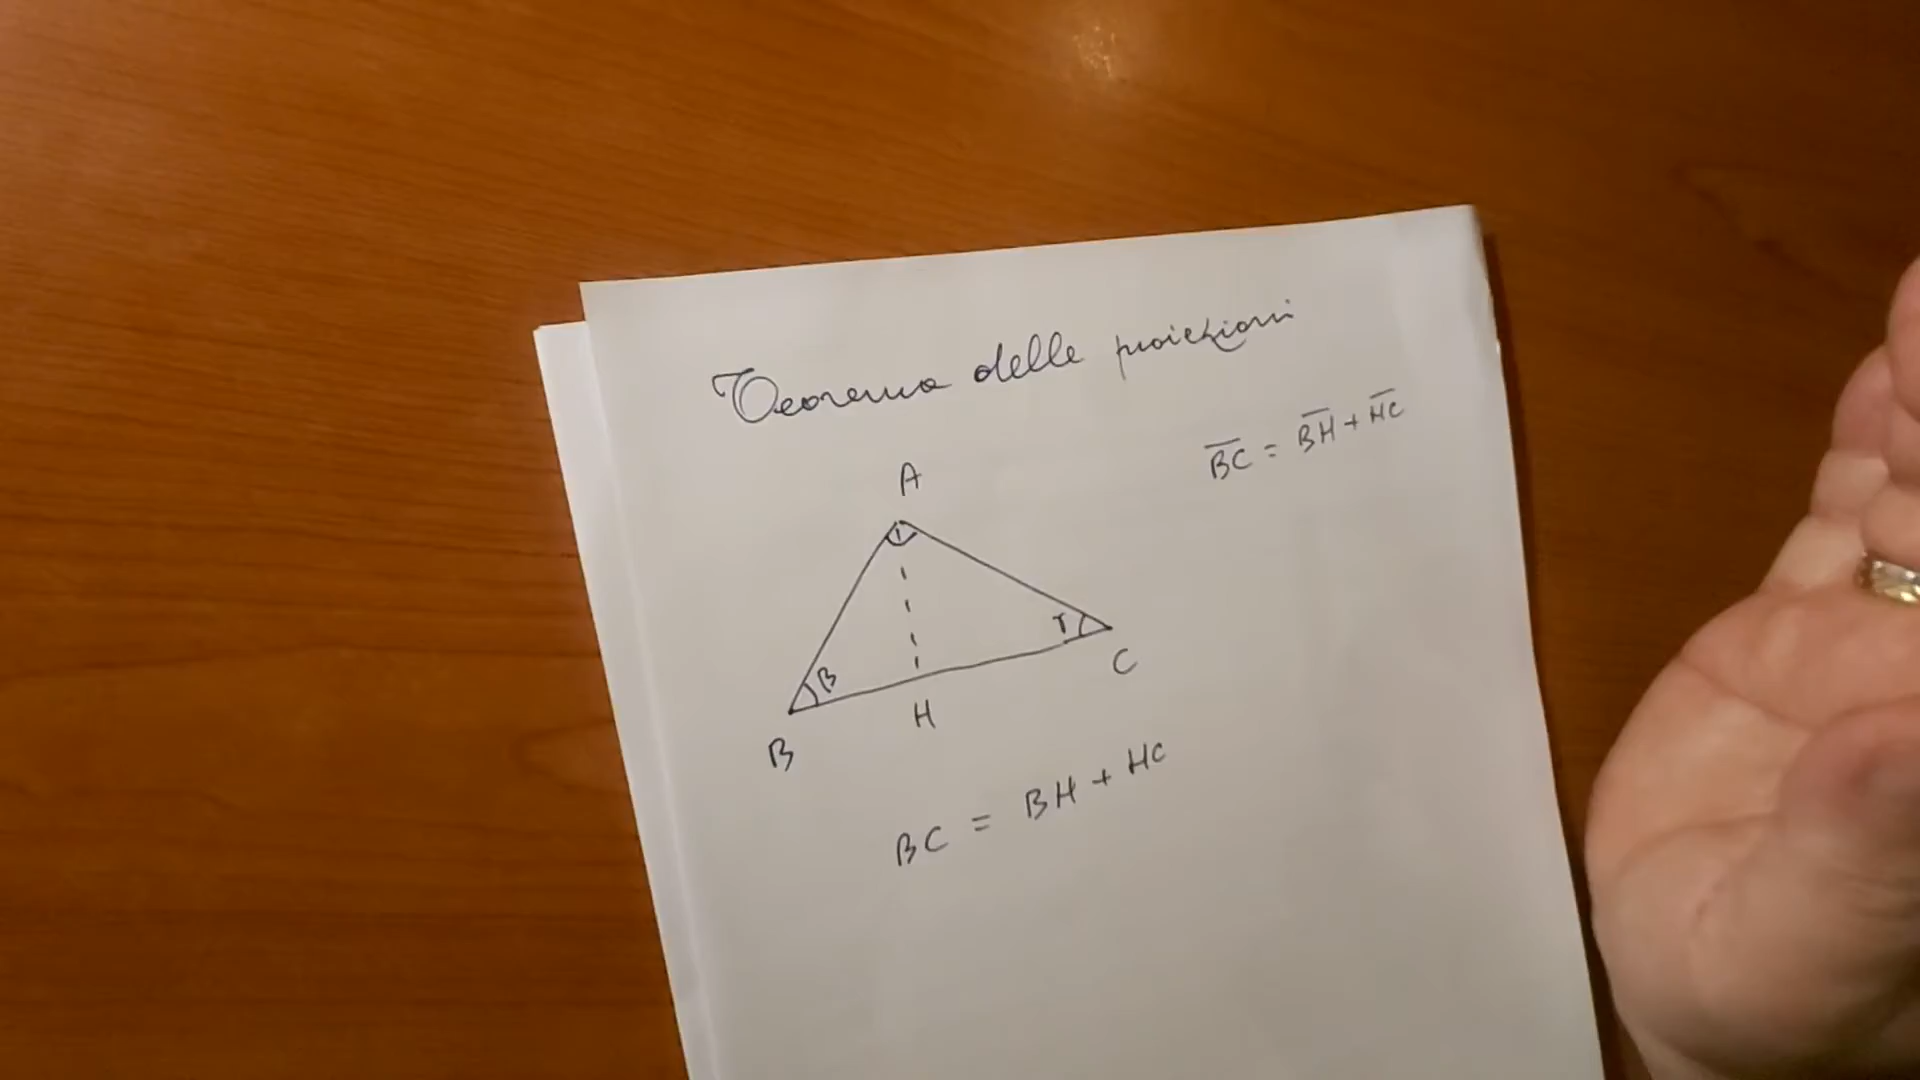 Teorema delle proiezioni
B̅C̅ = B̅H̅ + H̅C̅
A
β
γ
C
H
B
BC = BH + HC